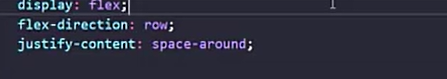 display: flex;
flex-direction: row;
justify-content: space-around;